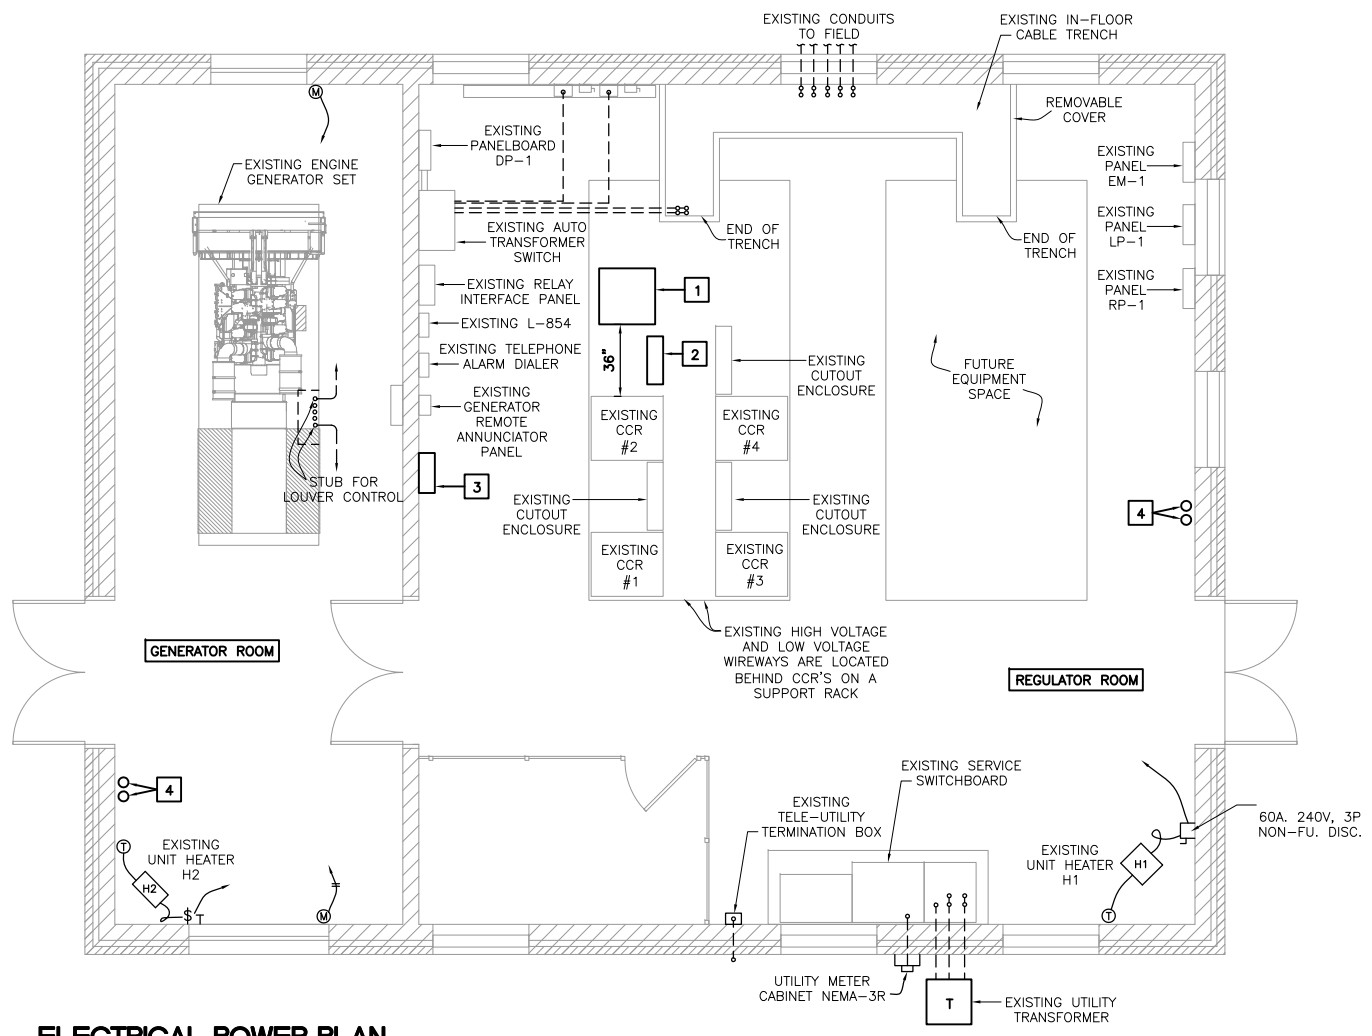 EXISTING CONDUITS
TO FIELD
EXISTING IN-FLOOR
CABLE TRENCH
REMOVABLE
COVER
M
EXISTING
PANELBOARD
DP-1
EXISTING ENGINE
GENERATOR SET
EXISTING
PANEL
EM-1
EXISTING
PANEL
LP-1
EXISTING
PANEL
RP-1
EXISTING AUTO
TRANSFORMER
SWITCH
END OF
TRENCH
END OF
TRENCH
EXISTING RELAY
INTERFACE PANEL
1
EXISTING L-854
2
36"
EXISTING TELEPHONE
ALARM DIALER
EXISTING
CUTOUT
ENCLOSURE
FUTURE
EQUIPMENT
SPACE
EXISTING
GENERATOR
REMOTE
ANNUNCIATOR
PANEL
EXISTING
CCR
#2
EXISTING
CCR
#4
STUB FOR
LOUVER CONTROL
3
EXISTING
CUTOUT
ENCLOSURE
EXISTING
CUTOUT
ENCLOSURE
4
EXISTING
CCR
#1
EXISTING
CCR
#3
GENERATOR ROOM
EXISTING HIGH VOLTAGE
AND LOW VOLTAGE
WIREWAYS ARE LOCATED
BEHIND CCR'S ON A
SUPPORT RACK
REGULATOR ROOM
4
EXISTING SERVICE
SWITCHBOARD
EXISTING
TELE-UTILITY
TERMINATION BOX
60A. 240V, 3P
NON-FU. DISC.
EXISTING
UNIT HEATER
H2
EXISTING
UNIT HEATER
H1
T
H2
$
T
M
H1
T
UTILITY METER
CABINET NEMA-3R
T
EXISTING UTILITY
TRANSFORMER
ELECTRICAL POWER PLAN